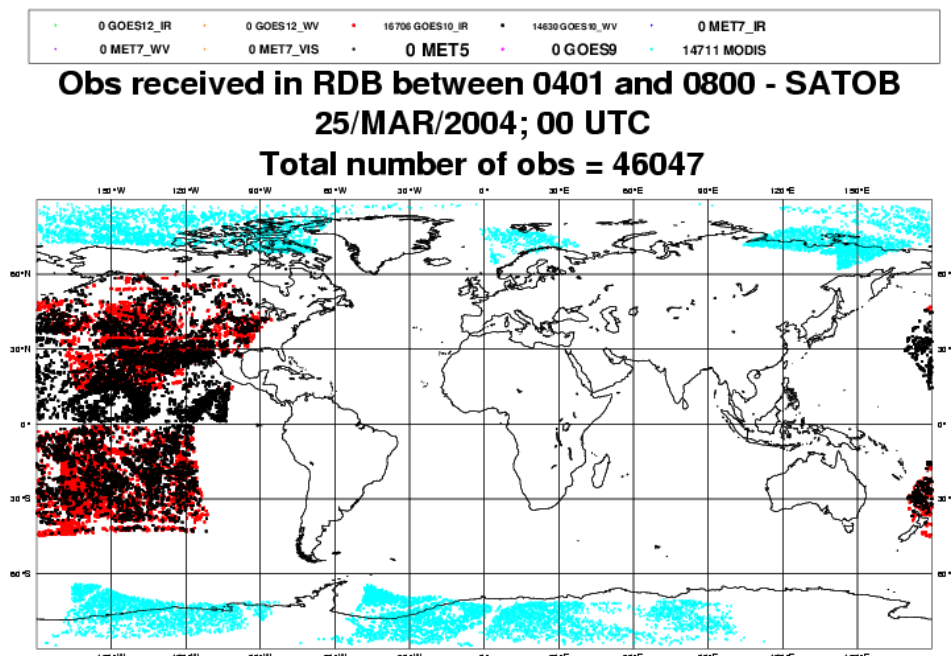 0 GOES12_IR 0 GOES12_WV 16706 GOES10_IR 14630 GOES10_WV 0 MET7_IR
0 MET7_WV 0 MET7_VIS 0 MET5 0 GOES9 14711 MODIS
Obs received in RDB between 0401 and 0800 - SATOB
25/MAR/2004; 00 UTC
Total number of obs = 46047
150°W 120°W 90°W 60°W 30°W 0° 30°E 60°E 90°E 120°E 150°E
60°N
30°N
0°
30°S
60°S